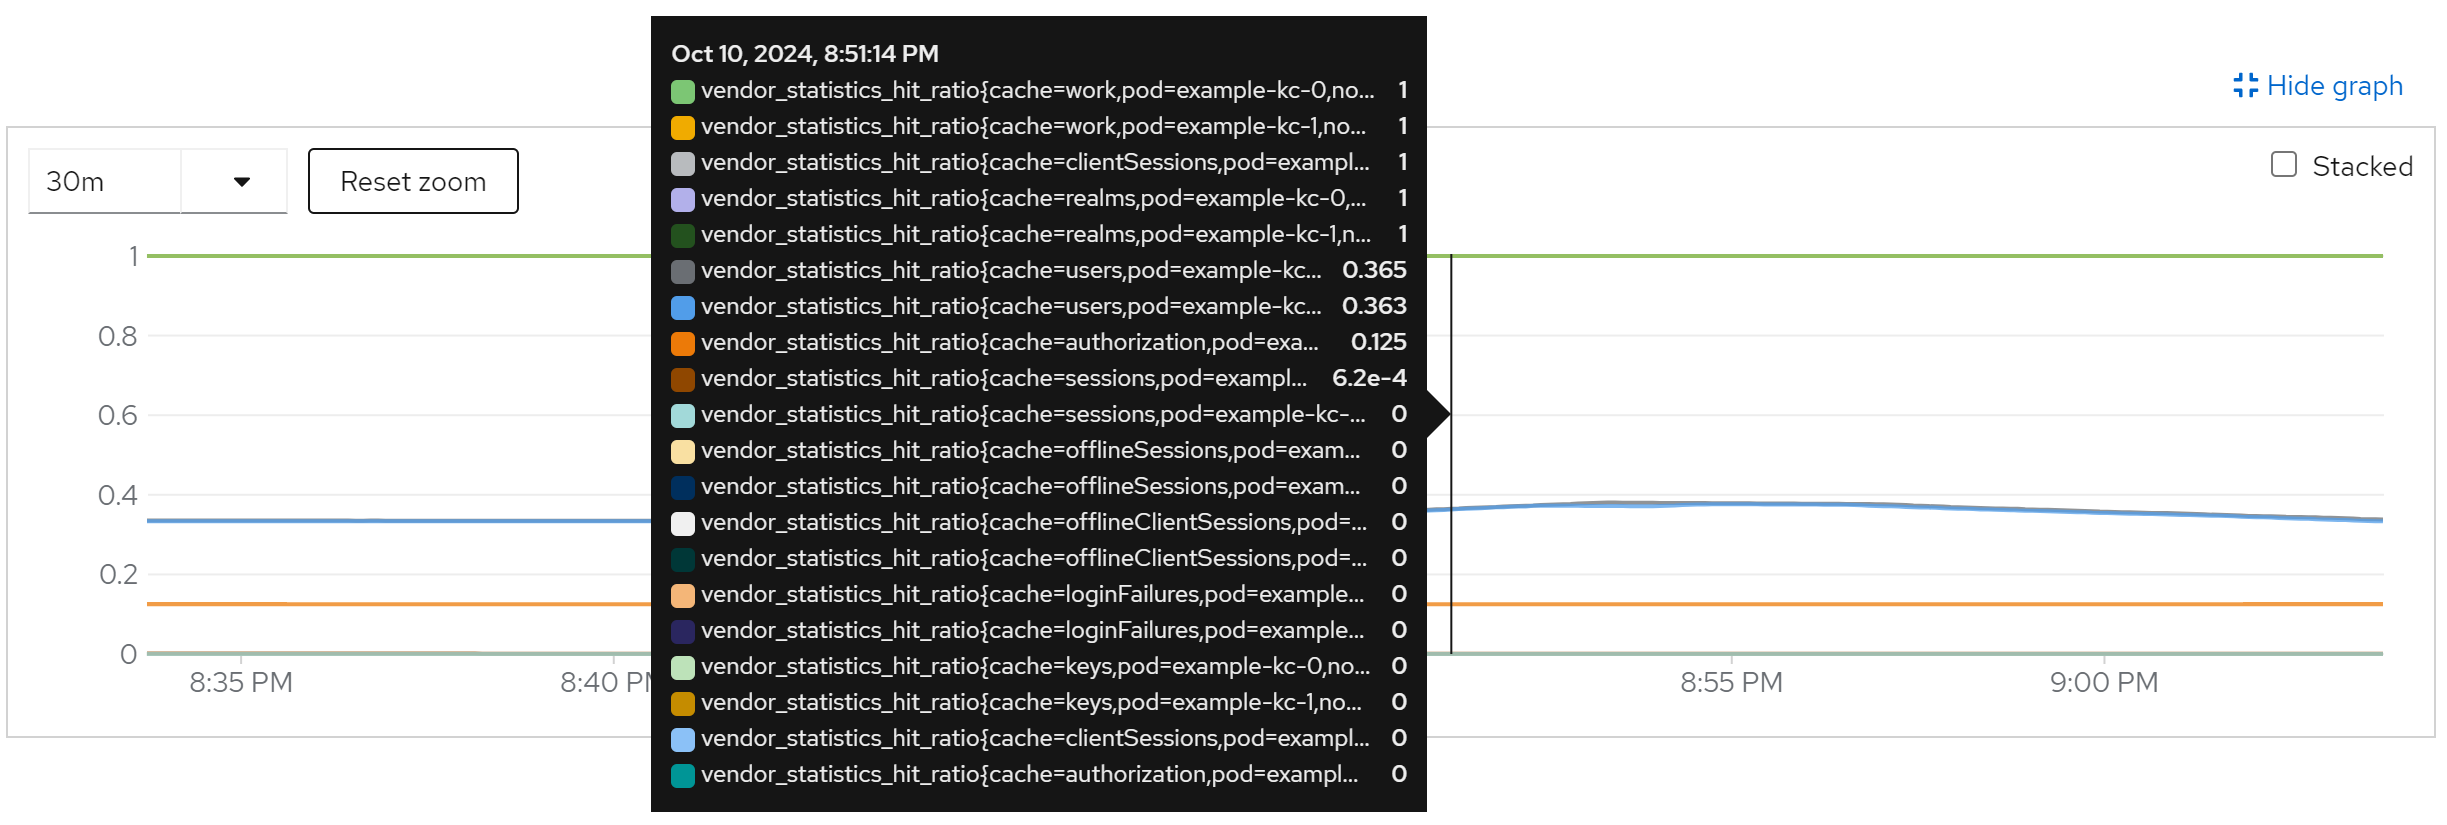 Oct 10, 2024, 8:51:14 PM
vendor_statistics_hit_ratio{cache=work,pod=example-kc-0,no... 1
vendor_statistics_hit_ratio{cache=work,pod=example-kc-1,no... 1
vendor_statistics_hit_ratio{cache=clientSessions,pod=exampl... 1
vendor_statistics_hit_ratio{cache=realms,pod=example-kc-0,... 1
vendor_statistics_hit_ratio{cache=realms,pod=example-kc-1,n... 1
vendor_statistics_hit_ratio{cache=users,pod=example-kc... 0.365
vendor_statistics_hit_ratio{cache=users,pod=example-kc... 0.363
vendor_statistics_hit_ratio{cache=authorization,pod=exa... 0.125
vendor_statistics_hit_ratio{cache=sessions,pod=exampl... 6.2e-4
vendor_statistics_hit_ratio{cache=sessions,pod=example-kc-... 0
vendor_statistics_hit_ratio{cache=offlineSessions,pod=exam... 0
vendor_statistics_hit_ratio{cache=offlineSessions,pod=exam... 0
vendor_statistics_hit_ratio{cache=offlineClientSessions,pod=... 0
vendor_statistics_hit_ratio{cache=offlineClientSessions,pod=... 0
vendor_statistics_hit_ratio{cache=loginFailures,pod=example... 0
vendor_statistics_hit_ratio{cache=loginFailures,pod=example... 0
vendor_statistics_hit_ratio{cache=keys,pod=example-kc-0,no... 0
vendor_statistics_hit_ratio{cache=keys,pod=example-kc-1,no... 0
vendor_statistics_hit_ratio{cache=clientSessions,pod=exampl... 0
vendor_statistics_hit_ratio{cache=authorization,pod=exampl... 0
Hide graph
30m
Reset zoom
Stacked
1
0.8
0.6
0.4
0.2
0
8:35 PM
8:40 P
8:55 PM
9:00 PM